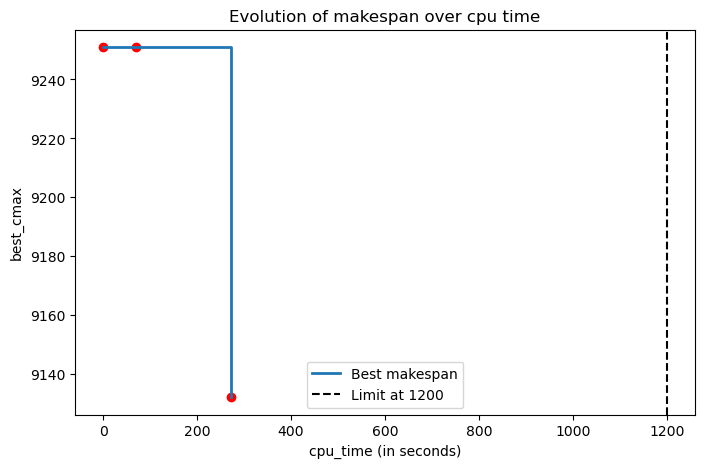 Evolution of makespan over cpu time
best_cmax
9240
9220
9200
9180
9160
9140
0
200
400
600
800
1000
1200
cpu_time (in seconds)
Best makespan
Limit at 1200